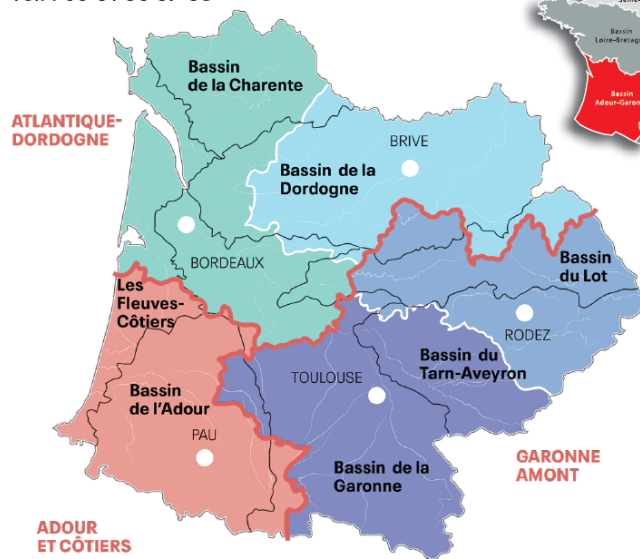 Bassin
Loire-Bretagne
Bassin
Adour-Garonne
Bassin
de la Charente
ATLANTIQUE-
DORDOGNE
BRIVE
Bassin de la
Dordogne
BORDEAUX
Bassin
du Lot
Les
Fleuves-
Côtiers
RODEZ
Bassin du
Tarn-Aveyron
TOULOUSE
Bassin
de l'Adour
PAU
GARONNE
AMONT
Bassin de la
Garonne
ADOUR
ET CÔTIERS